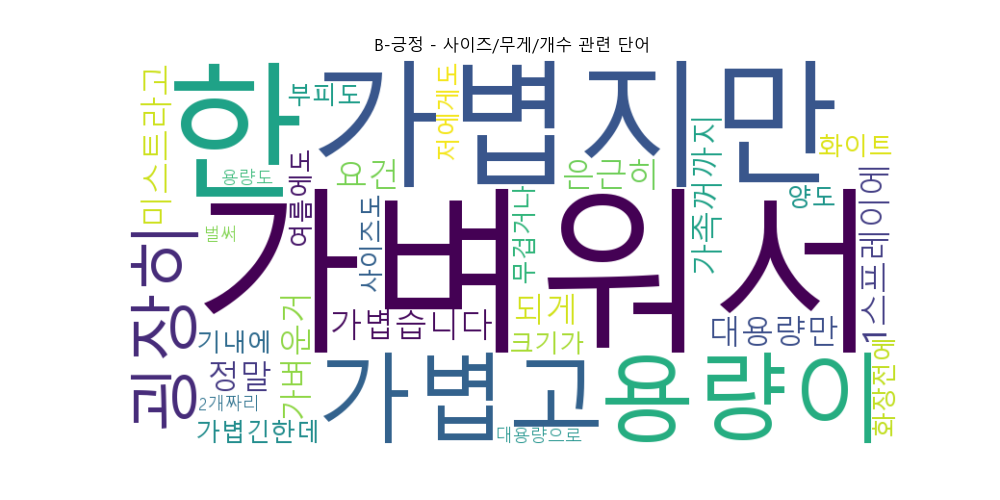 B-긍정 - 사이즈/무게/개수 관련 단어
미스트라고
한
부피도
가볍지만
저에게도
화이트
용량도
여름에도
요건
은근히
가족꺼까지
양도
벌써
가벼워서
사이즈도
무겁거나
스프레이에
굉장히
가벼운거
가볍습니다
되게
크기가
대용량만
1
기내에
정말
2개짜리
가볍긴한데
가볍고
대용량으로
용량이
화장전에